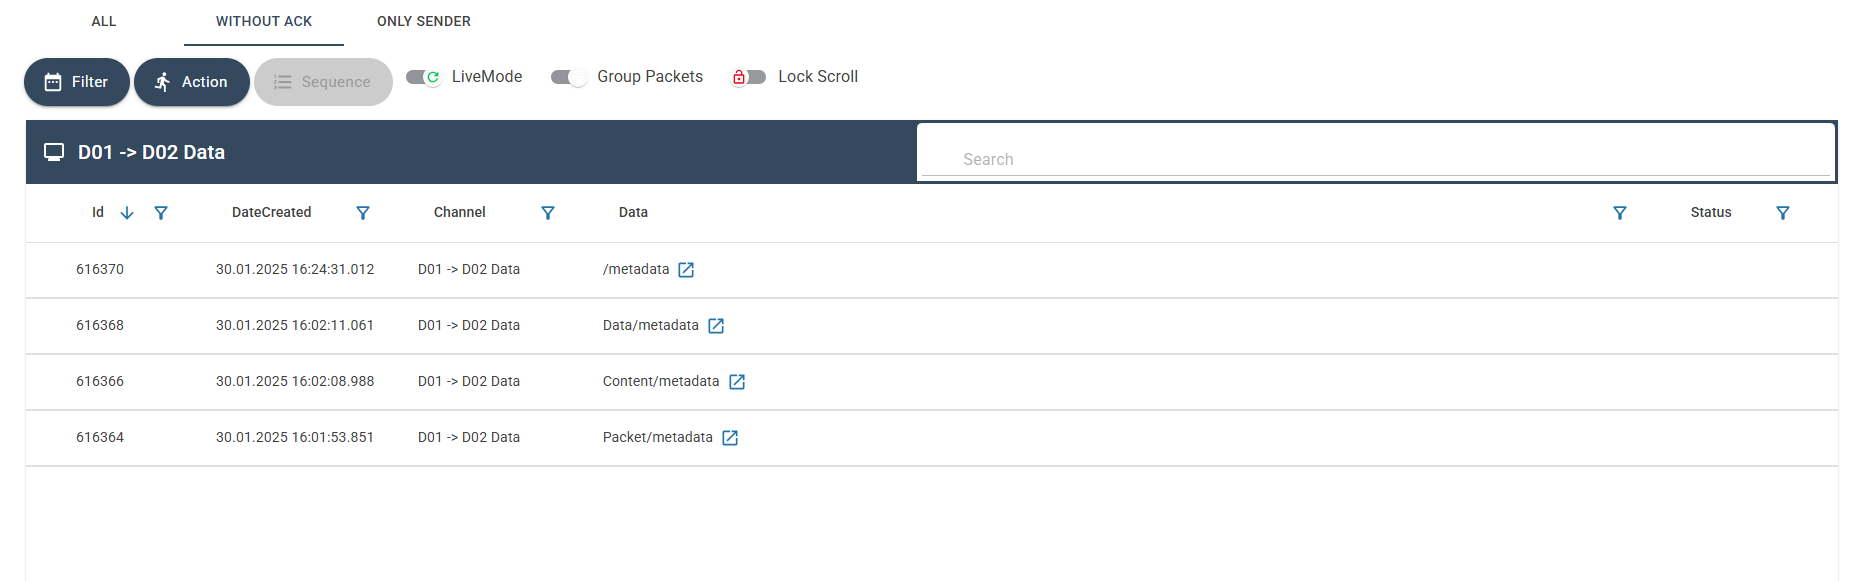 ALL WITHOUT ACK ONLY SENDER
Filter Action Sequence LiveMode Group Packets Lock Scroll
D01 -> D02 Data Search
Id DateCreated Channel Data Status
616370 30.01.2025 16:24:31.012 D01 -> D02 Data /metadata
616368 30.01.2025 16:02:11.061 D01 -> D02 Data Data/metadata
616366 30.01.2025 16:02:08.988 D01 -> D02 Data Content/metadata
616364 30.01.2025 16:01:53.851 D01 -> D02 Data Packet/metadata